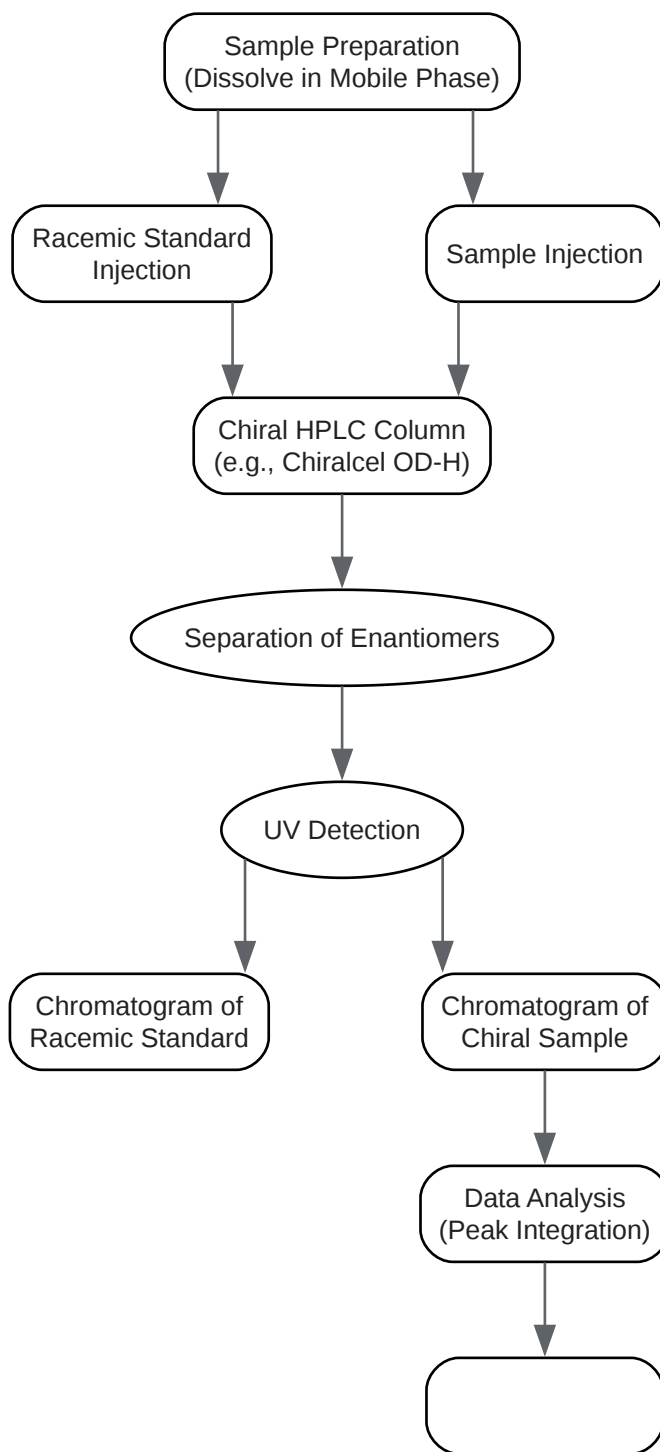 Sample Preparation
(Dissolve in Mobile Phase)
Racemic Standard
Injection
Sample Injection
Chiral HPLC Column
(e.g., Chiralcel OD-H)
Separation of Enantiomers
UV Detection
Chromatogram of
Racemic Standard
Chromatogram of
Chiral Sample
Data Analysis
(Peak Integration)